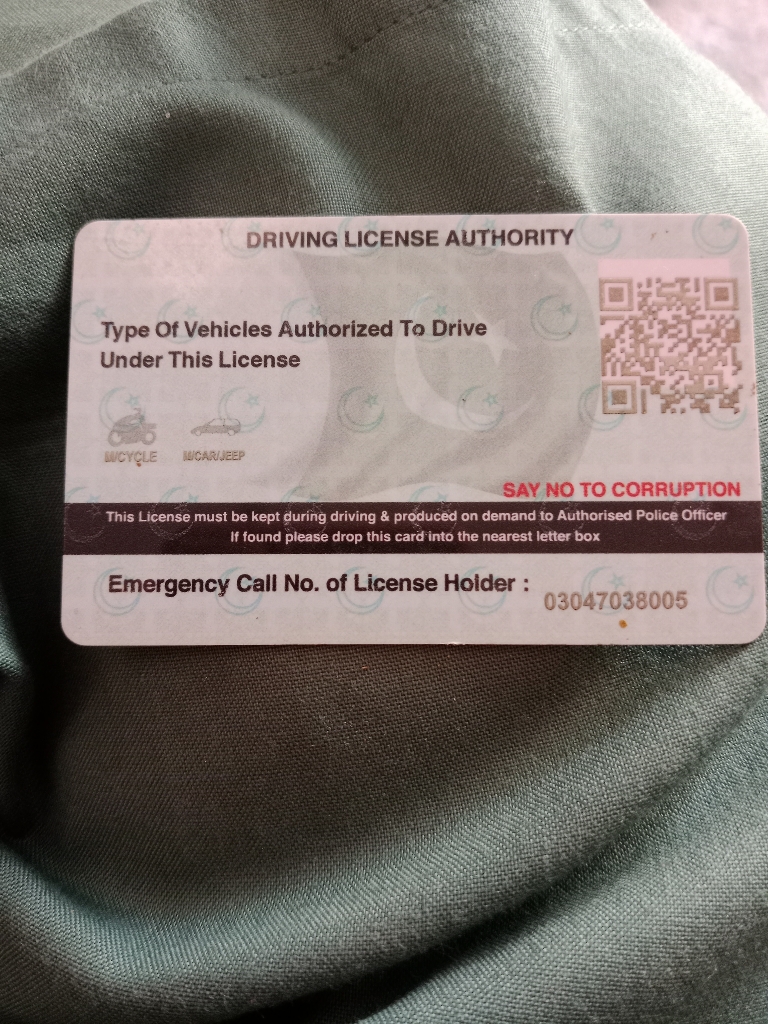 DRIVING LICENSE AUTHORITY
Type Of Vehicles Authorized To Drive
Under This License
M/CYCLE M/CAR/JEEP
SAY NO TO CORRUPTION
This License must be kept during driving & produced on demand to Authorised Police Officer
If found please drop this card into the nearest letter box
Emergency Call No. of License Holder :
03047038005